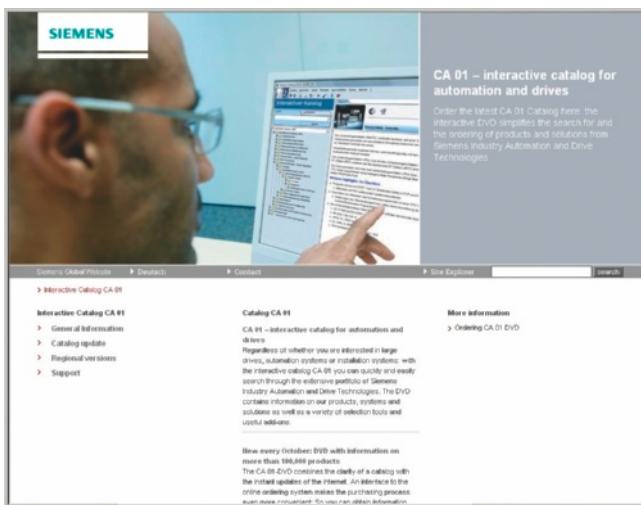 SIEMENS
CA 01 – interactive catalog for
automation and drives
Order the latest CA 01 Catalog here: the
interactive DVD simplifies the search for and
the ordering of products and solutions from
Siemens Industry Automation and Drive
Technologies
Interactive Katalog
Siemens Global Website
Deutsch
Contact
Site Explorer
search
> Interactive Catalog CA 01
Interactive Catalog CA 01
> General Information
> Catalog update
> Regional versions
> Support
Catalog CA 01
CA 01 – interactive catalog for automation and
drives
Regardless of whether you are interested in large
drives, automation systems or installation systems: with
the interactive catalog CA 01 you can quickly and easily
search through the extensive portfolio of Siemens
Industry Automation and Drive Technologies. The DVD
contains information on our products, systems and
solutions as well as a variety of selection tools and
useful add-ons.
New every October: DVD with information on
more than 100,000 products
The CA 01-DVD combines the clarity of a catalog with
the instant updates of the Internet. An interface to the
online ordering system makes the purchasing process
even more convenient: So you can obtain information
More information
> Ordering CA 01 DVD